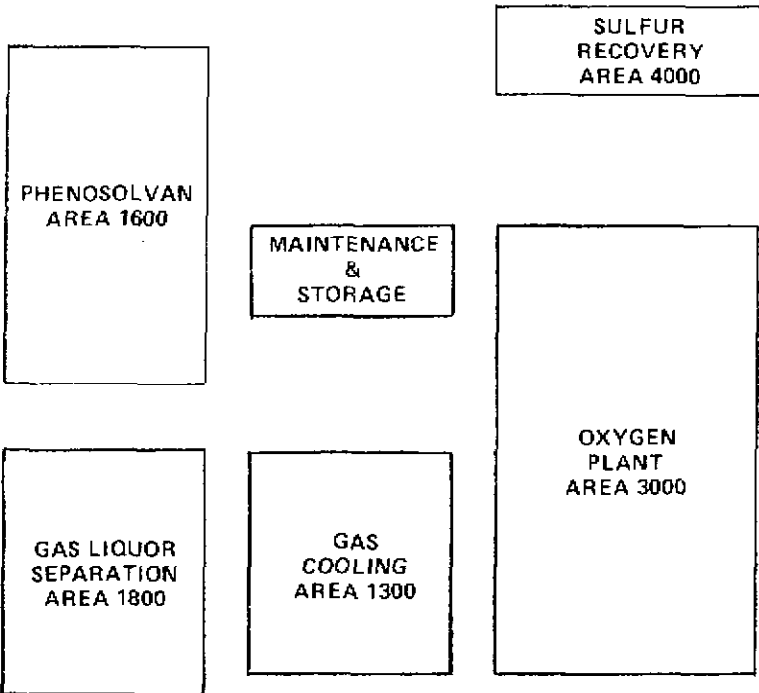 SULFUR
RECOVERY
AREA 4000
PHENOSOLVAN
AREA 1600
MAINTENANCE
&
STORAGE
OXYGEN
PLANT
AREA 3000
GAS LIQUOR
SEPARATION
AREA 1800
GAS
COOLING
AREA 1300